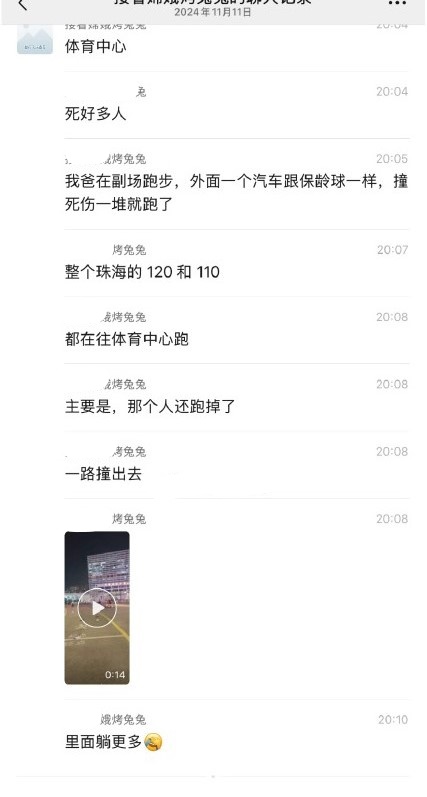 2024年11月11日
20:04
体育中心
兔
20:04
死好多人
烤兔兔
20:05
我爸在副场跑步，外面一个汽车跟保龄球一样，撞
死伤一堆就跑了
烤兔兔
20:07
整个珠海的 120 和 110
烤兔兔
20:08
都在往体育中心跑
烤兔兔
20:08
主要是，那个人还跑掉了
烤兔兔
20:08
一路撞出去
烤兔兔
20:08
0:14
娥烤兔兔
20:10
里面躺更多